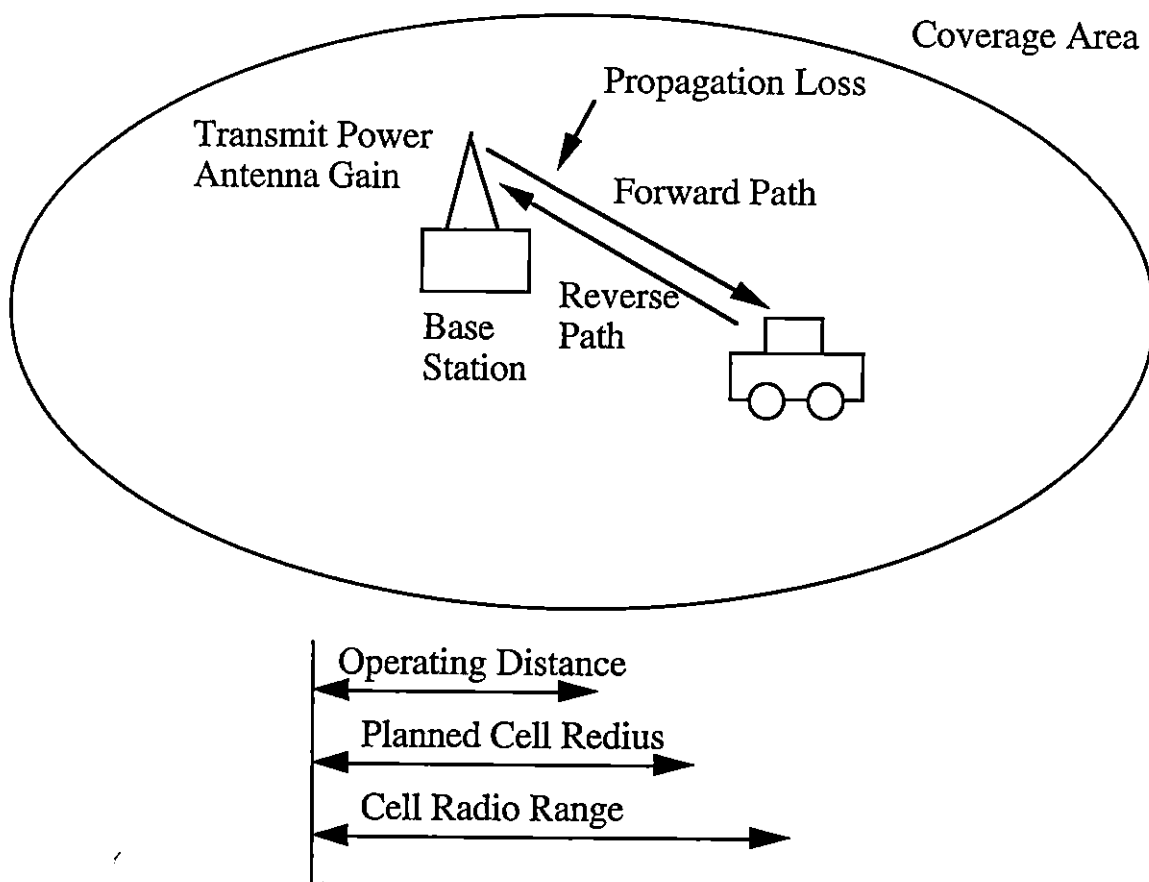 Coverage Area
Propagation Loss
Transmit Power
Antenna Gain
Forward Path
Reverse
Path
Base
Station
Operating Distance
Planned Cell Redius
Cell Radio Range